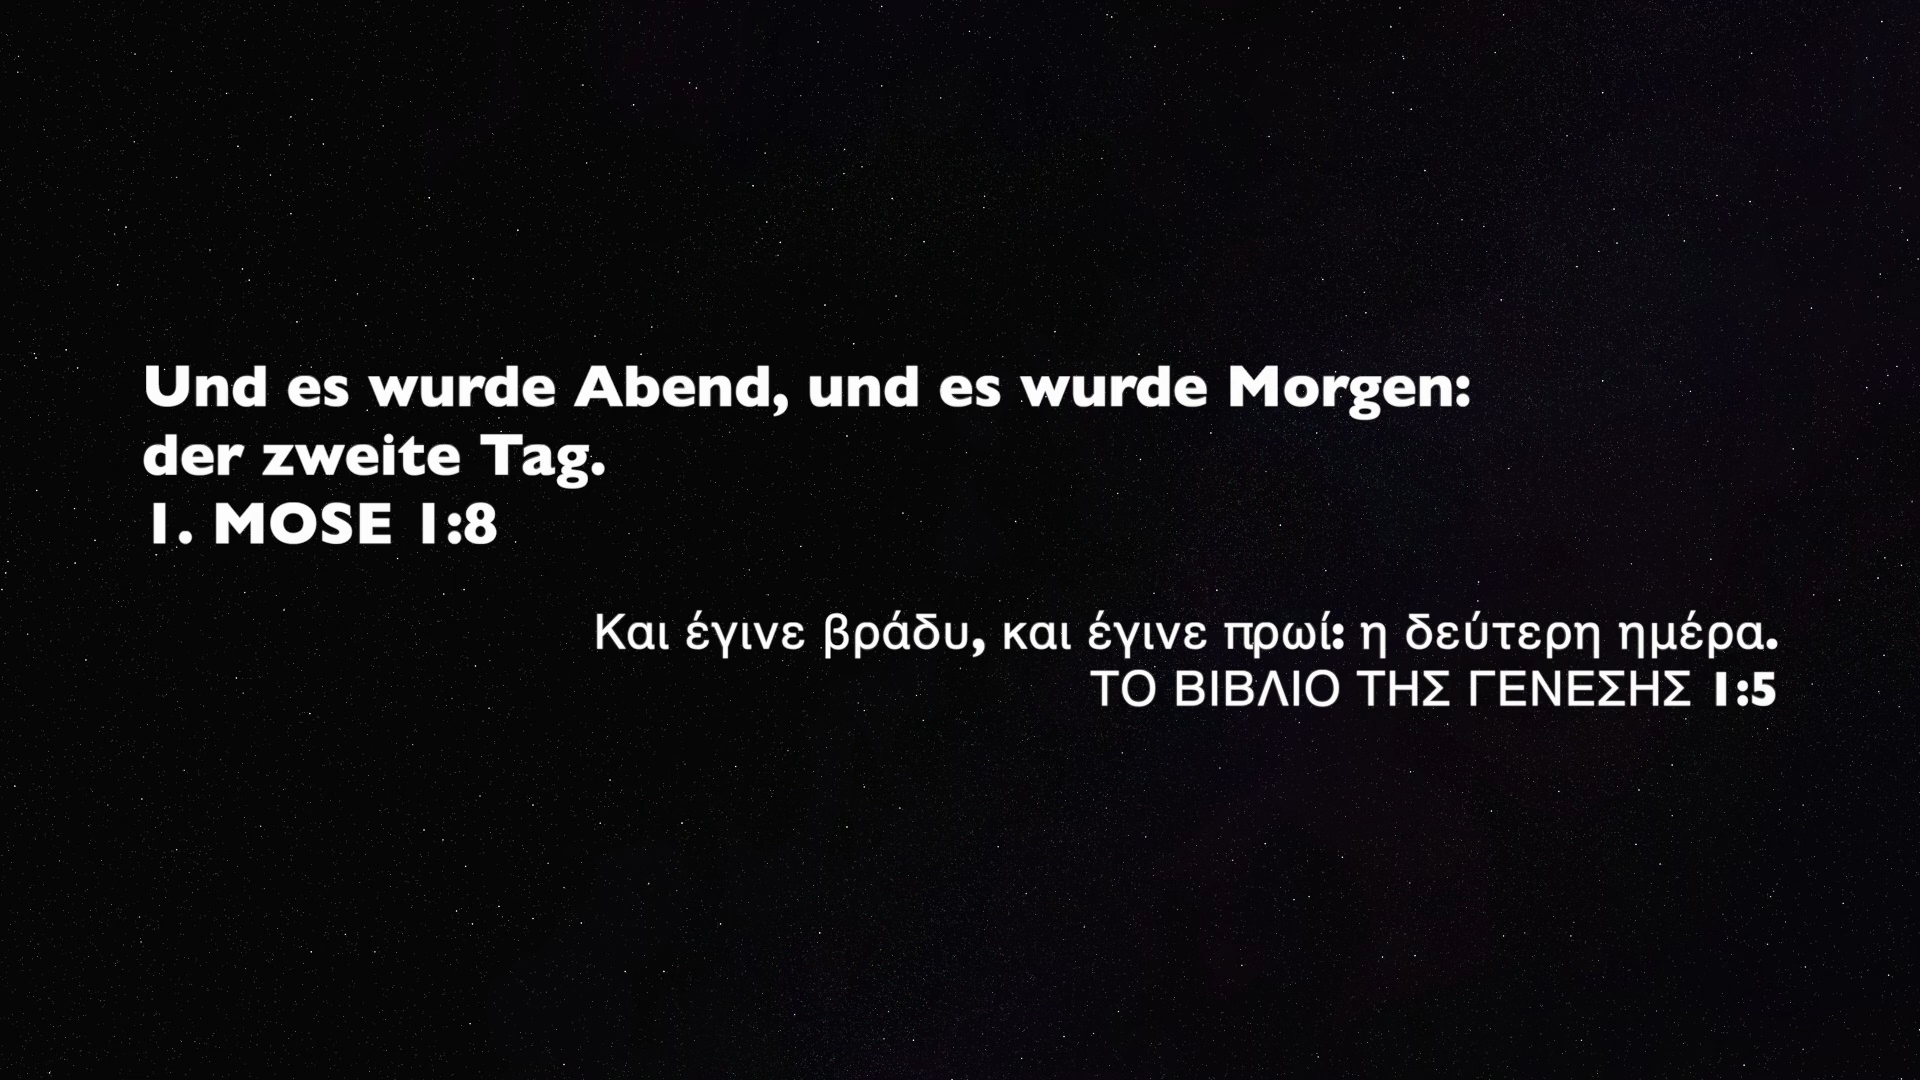 Und es wurde Abend, und es wurde Morgen:
der zweite Tag.
1. MOSE 1:8
Και έγινε βράδυ, και έγινε πρωί: η δεύτερη ημέρα.
ΤΟ ΒΙΒΛΙΟ ΤΗΣ ΓΕΝΕΣΗΣ 1:5